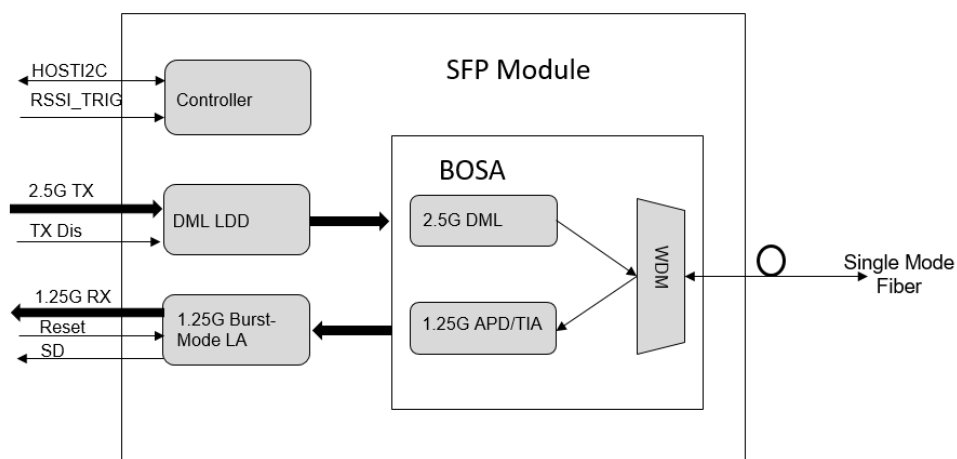 SFP Module
HOSTI2C
RSSI_TRIG
Controller
BOSA
2.5G TX
TX Dis
DML LDD
2.5G DML
WDM
Single Mode
Fiber
1.25G RX
Reset
SD
1.25G Burst-
Mode LA
1.25G APD/TIA